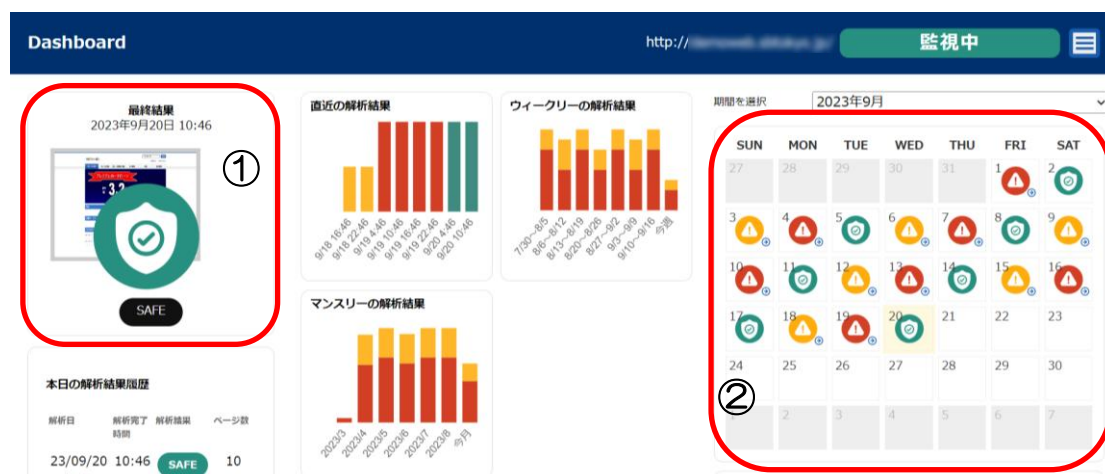 Dashboard
http://
監視中
最終結果
2023年9月20日 10:46
①
3.2
SAFE
直近の解析結果
9/18 16:46
9/18 22:46
9/19 4:46
9/19 10:46
9/19 16:46
9/19 22:46
9/20 4:46
9/20 10:46
ウィークリーの解析結果
7/30～8/5
8/6～8/12
8/13～8/19
8/20～8/26
8/27～9/2
9/3～9/9
9/10～9/16
今週
マンスリーの解析結果
2023/3
2023/4
2023/5
2023/6
2023/7
2023/8
今月
期間を選択 2023年9月
SUN MON TUE WED THU FRI SAT
27 28 29 30 31 1 2
3 4 5 6 7 8 9
10 11 12 13 14 15 16
17 18 19 20 21 22 23
24 25 26 27 28 29 30
2 3 4 5 6 7
②
本日の解析結果履歴
解析日 解析完了時間 解析結果 ページ数
23/09/20 10:46 SAFE 10